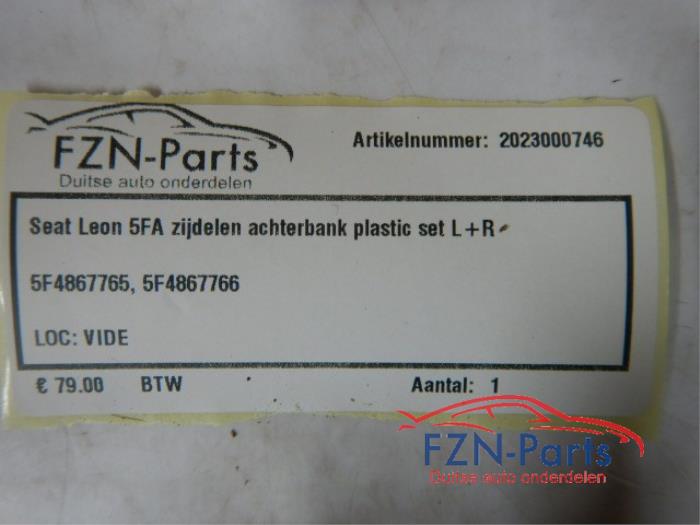 FZN-Parts
Duitse auto onderdelen
Artikelnummer: 2023000746
Seat Leon 5FA zijdelen achterbank plastic set L+R
5F4867765, 5F4867766
LOC: VIDE
€ 79.00 BTW Aantal: 1
FZN-Parts
Duitse auto onderdelen